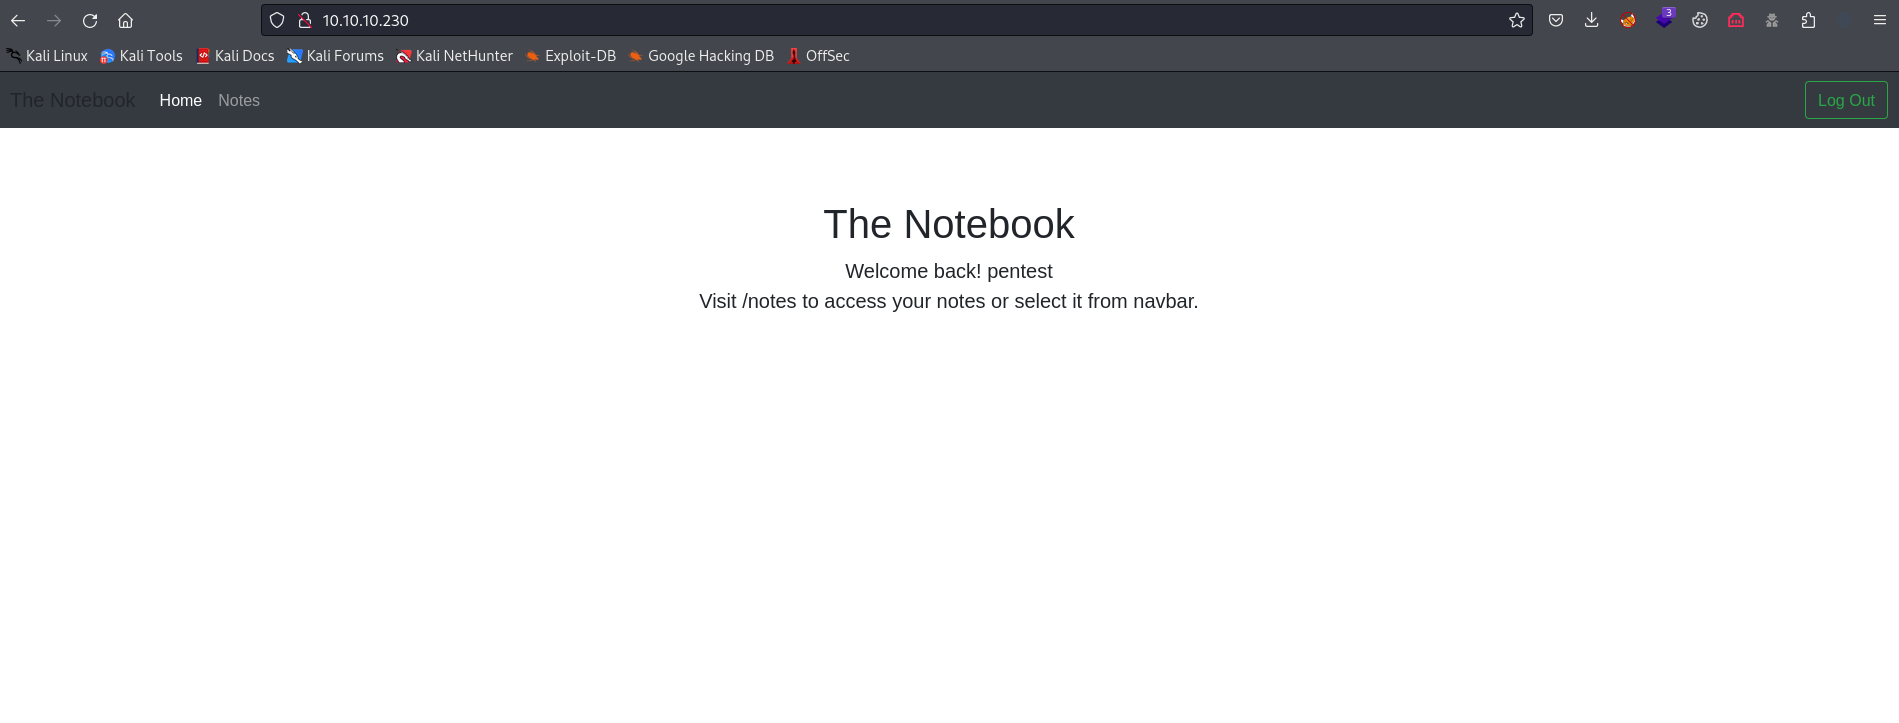 10.10.10.230
3
Kali Linux Kali Tools Kali Docs Kali Forums Kali NetHunter Exploit-DB Google Hacking DB OffSec
The Notebook Home Notes Log Out
The Notebook
Welcome back! pentest
Visit /notes to access your notes or select it from navbar.